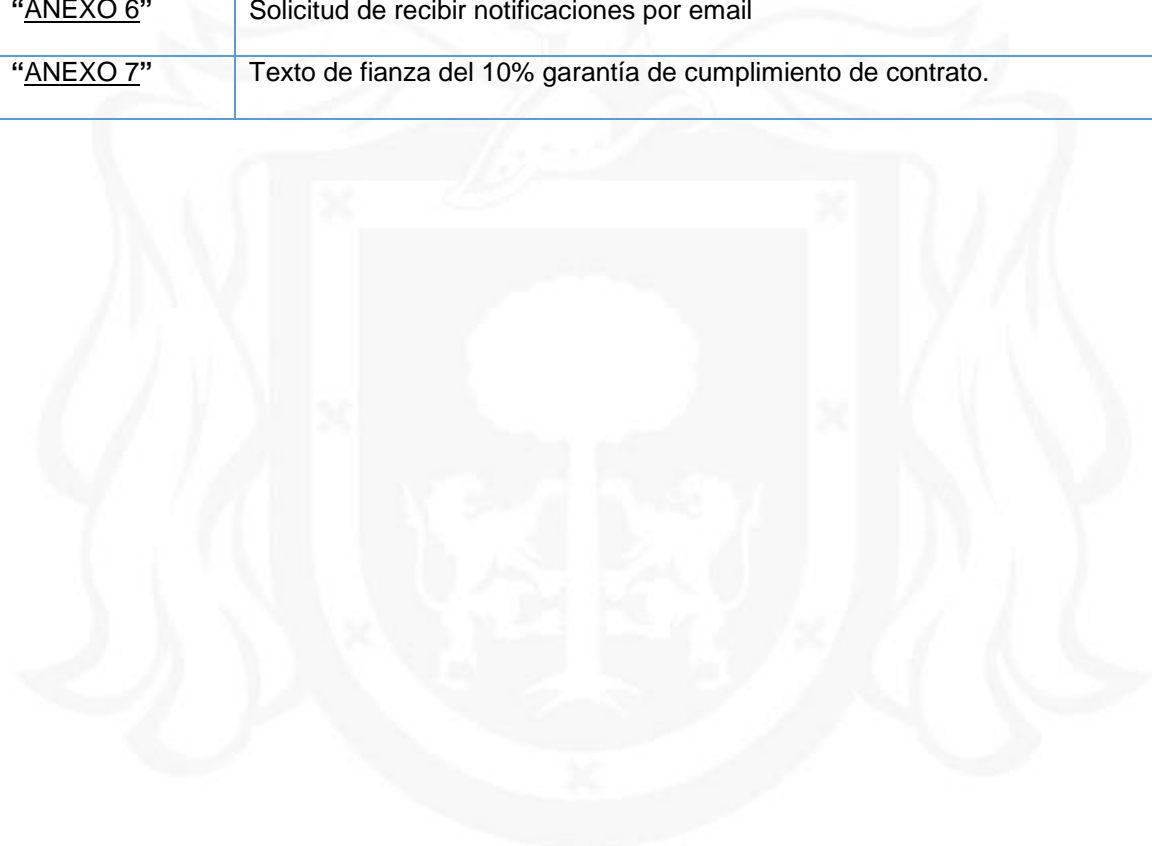 “ANEXO 6” Solicitud de recibir notificaciones por email
“ANEXO 7” Texto de fianza del 10% garantía de cumplimiento de contrato.